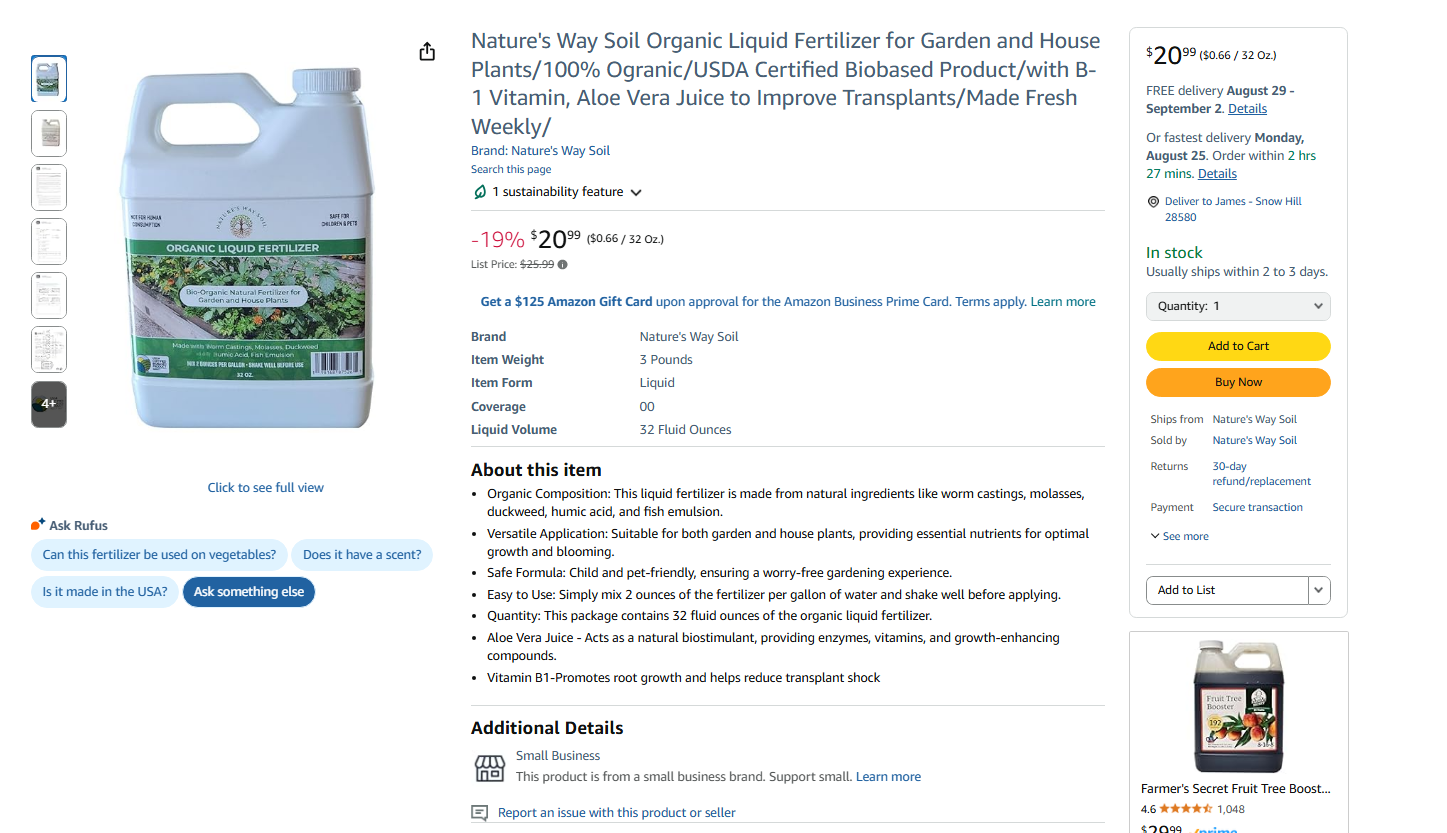 Nature's Way Soil Organic Liquid Fertilizer for Garden and House
Plants/100% Ogranic/USDA Certified Biobased Product/with B-
1 Vitamin, Aloe Vera Juice to Improve Transplants/Made Fresh
Weekly/
Brand: Nature's Way Soil
Search this page
1 sustainability feature
-19% $20.99 ($0.66 / 32 Oz.)
List Price: $25.99
Get a $125 Amazon Gift Card upon approval for the Amazon Business Prime Card. Terms apply. Learn more
Brand Nature's Way Soil
Item Weight 3 Pounds
Item Form Liquid
Coverage 00
Liquid Volume 32 Fluid Ounces
About this item
• Organic Composition: This liquid fertilizer is made from natural ingredients like worm castings, molasses,
duckweed, humic acid, and fish emulsion.
• Versatile Application: Suitable for both garden and house plants, providing essential nutrients for optimal
growth and blooming.
• Safe Formula: Child and pet-friendly, ensuring a worry-free gardening experience.
• Easy to Use: Simply mix 2 ounces of the fertilizer per gallon of water and shake well before applying.
• Quantity: This package contains 32 fluid ounces of the organic liquid fertilizer.
• Aloe Vera Juice - Acts as a natural biostimulant, providing enzymes, vitamins, and growth-enhancing
compounds.
• Vitamin B1-Promotes root growth and helps reduce transplant shock
Additional Details
Small Business
This product is from a small business brand. Support small. Learn more
Report an issue with this product or seller
NOT FOR HUMAN
CONSUMPTION
NATURE'S WAY SOIL
SAFE FOR
CHILDREN & PETS
ORGANIC LIQUID FERTILIZER
Bio-Organic Natural Fertilizer for
Garden and House Plants
Made with Worm Castings, Molasses, Duckweed
Humic Acid, Fish Emulsion
MIX 2 OUNCES PER GALLON - SHAKE WELL BEFORE USE
32 OZ.
4+
Click to see full view
Ask Rufus
Can this fertilizer be used on vegetables?
Does it have a scent?
Is it made in the USA?
Ask something else
$20.99 ($0.66 / 32 Oz.)
FREE delivery August 29 -
September 2. Details
Or fastest delivery Monday,
August 25. Order within 2 hrs
27 mins. Details
Deliver to James - Snow Hill
28580
In stock
Usually ships within 2 to 3 days.
Quantity: 1
Add to Cart
Buy Now
Ships from Nature's Way Soil
Sold by Nature's Way Soil
Returns 30-day
refund/replacement
Payment Secure transaction
See more
Add to List
Fruit Tree
Booster
192
Farmer's Secret Fruit Tree Boost...
4.6 1,048
$29.99 prime